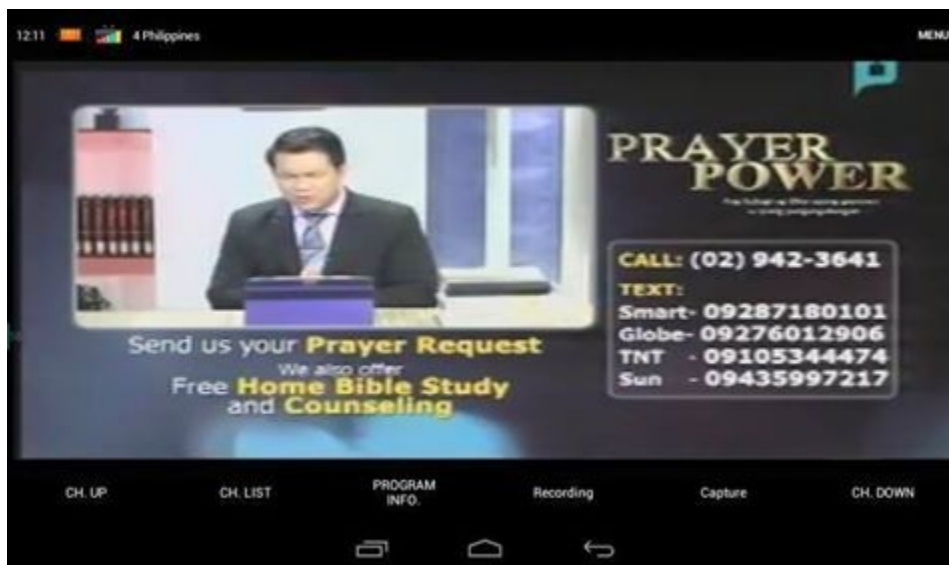 12:11 4 Philippines MENU
PRAYER
POWER
CALL: (02) 942-3641
TEXT:
Smart- 09287180101
Globe- 09276012906
TNT - 09105344474
Sun - 09435997217
Send us your Prayer Request
We also offer
Free Home Bible Study
and Counseling
CH. UP CH. LIST PROGRAM INFO. Recording Capture CH. DOWN